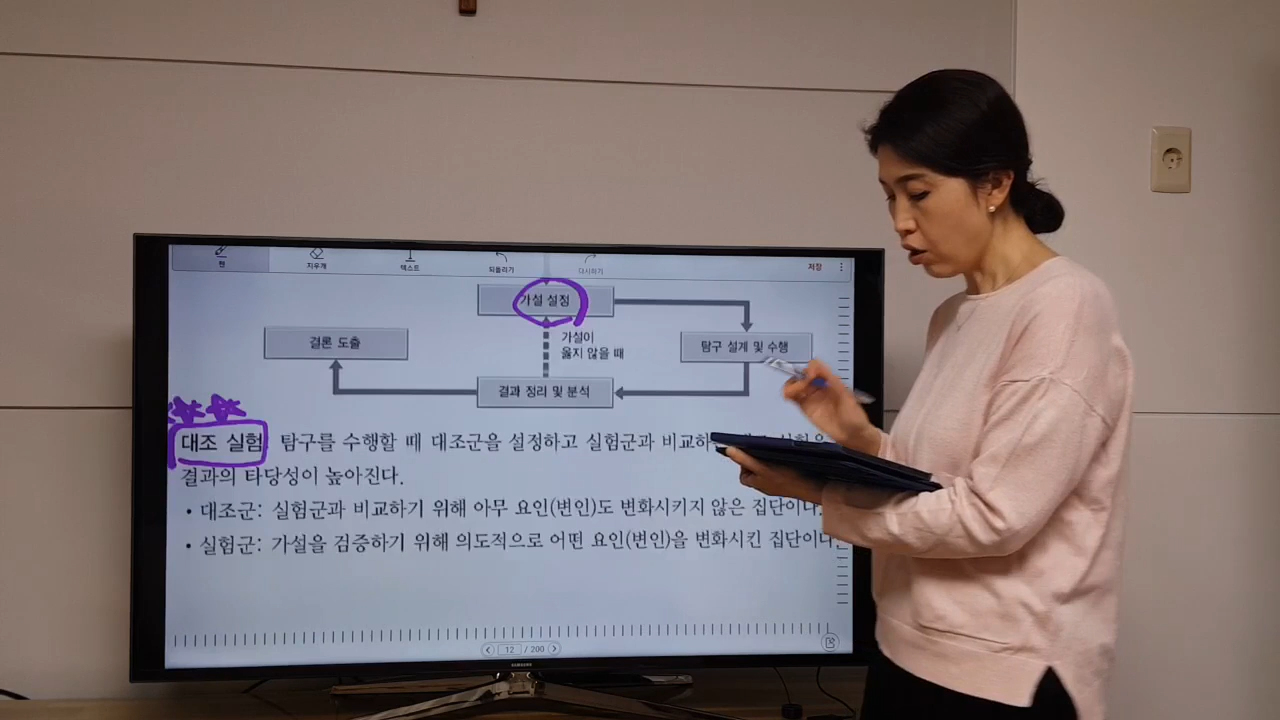 펜 지우개 텍스트 되돌리기 다시하기 저장
가설 설정
결론 도출
가설이
옳지 않을 때
탐구 설계 및 수행
결과 정리 및 분석
대조 실험 탐구를 수행할 때 대조군을 설정하고 실험군과 비교하는
결과의 타당성이 높아진다.
• 대조군: 실험군과 비교하기 위해 아무 요인(변인)도 변화시키지 않은 집단이다.
• 실험군: 가설을 검증하기 위해 의도적으로 어떤 요인(변인)을 변화시킨 집단이다.
12 / 200
SAMSUNG